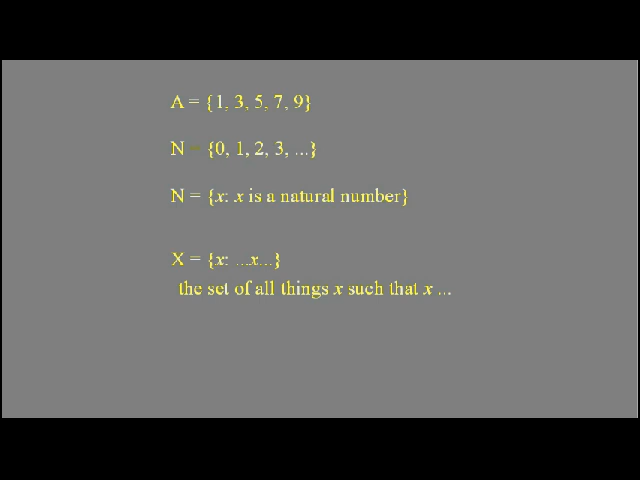 A = {1, 3, 5, 7, 9}
N = {0, 1, 2, 3, ...}
N = {x: x is a natural number}
X = {x: ...x...}
the set of all things x such that x ...